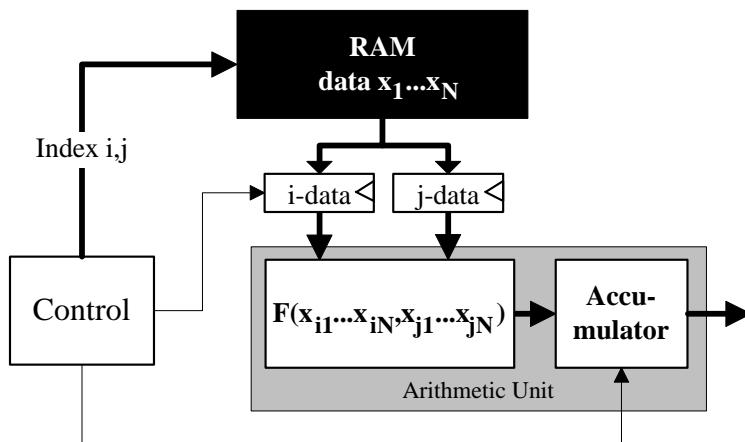 RAM
data x1...xN
Index i,j
i-data
j-data
Control
F(xi1...xiN,xj1...xjN)
Accu-
mulator
Arithmetic Unit